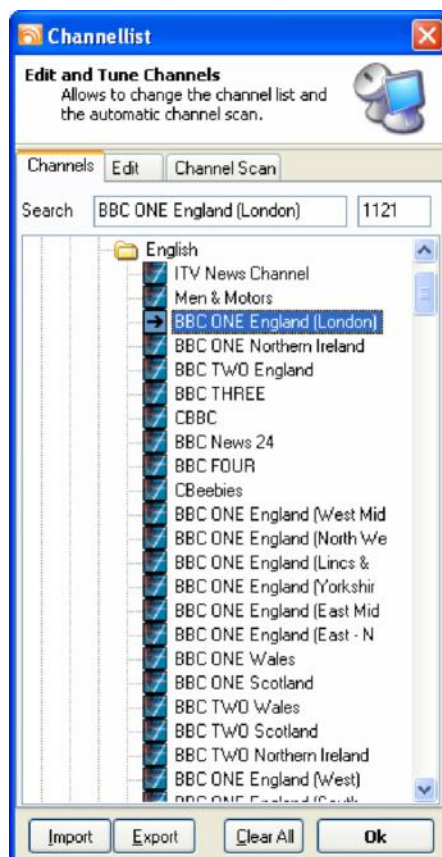 Channellist
Edit and Tune Channels
Allows to change the channel list and
the automatic channel scan.
Channels Edit Channel Scan
Search BBC ONE England (London) 1121
English
ITV News Channel
Men & Motors
BBC ONE England (London)
BBC ONE Northern Ireland
BBC TWO England
BBC THREE
CBBC
BBC News 24
BBC FOUR
CBeebies
BBC ONE England (West Mid
BBC ONE England (North We
BBC ONE England (Lincs &
BBC ONE England (Yorkshir
BBC ONE England (East Mid
BBC ONE England (East - N
BBC ONE Wales
BBC ONE Scotland
BBC TWO Wales
BBC TWO Scotland
BBC TWO Northern Ireland
BBC ONE England (West)
BBC ONE England (South
Import Export Clear All Ok